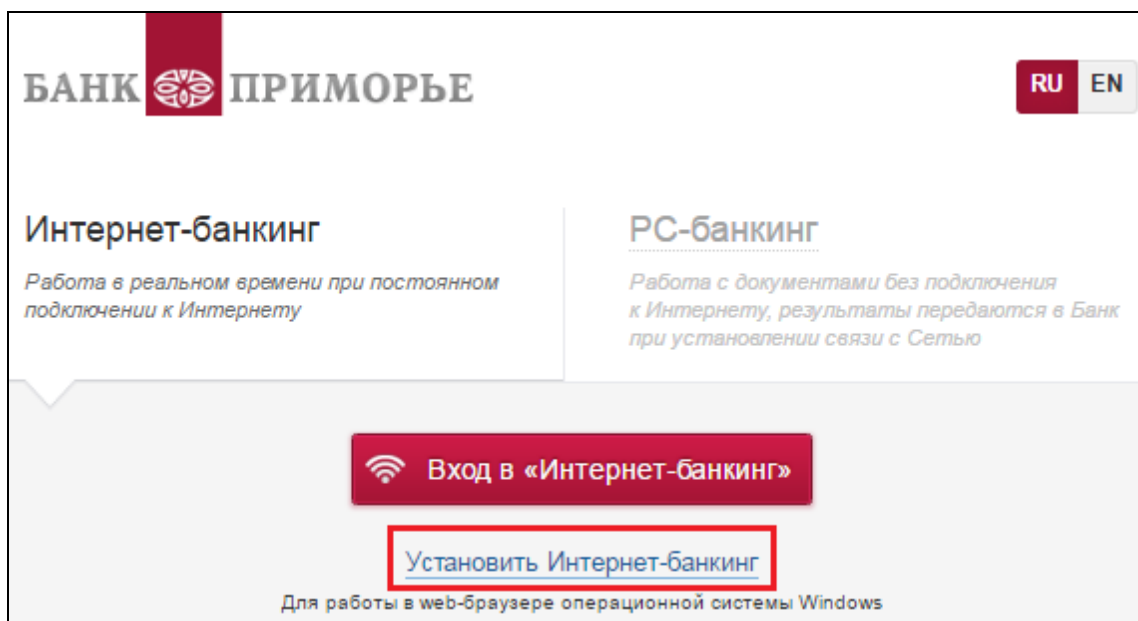 БАНК ПРИМОРЬЕ
RU EN
Интернет-банкинг
Работа в реальном времени при постоянном
подключении к Интернету
РС-банкинг
Работа с документами без подключения
к Интернету, результаты передаются в Банк
при установлении связи с Сетью
Вход в «Интернет-банкинг»
Установить Интернет-банкинг
Для работы в web-браузере операционной системы Windows